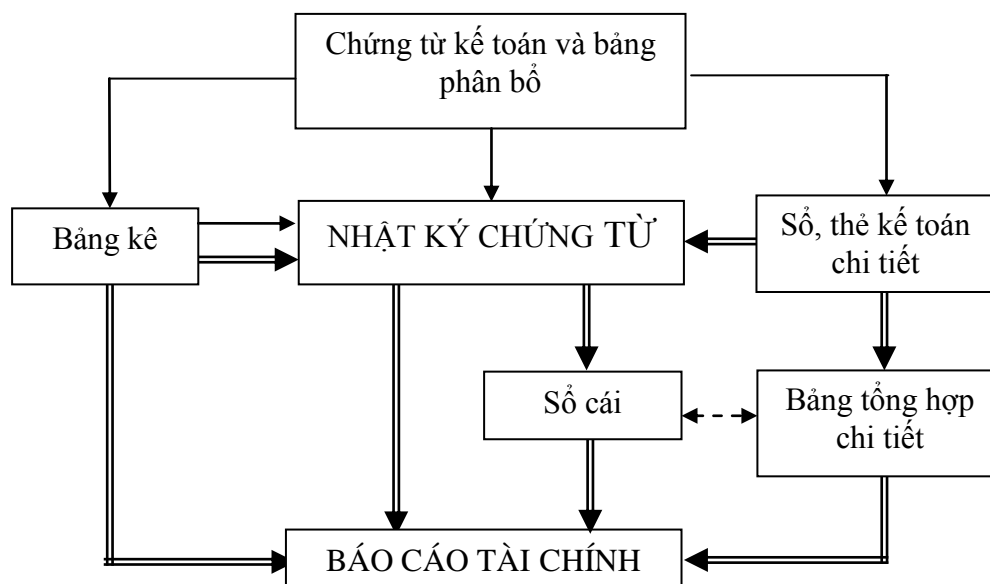 Chứng từ kế toán và bảng
phân bổ
Bảng kê
NHẬT KÝ CHỨNG TỪ
Sổ, thẻ kế toán
chi tiết
Sổ cái
Bảng tổng hợp
chi tiết
BÁO CÁO TÀI CHÍNH